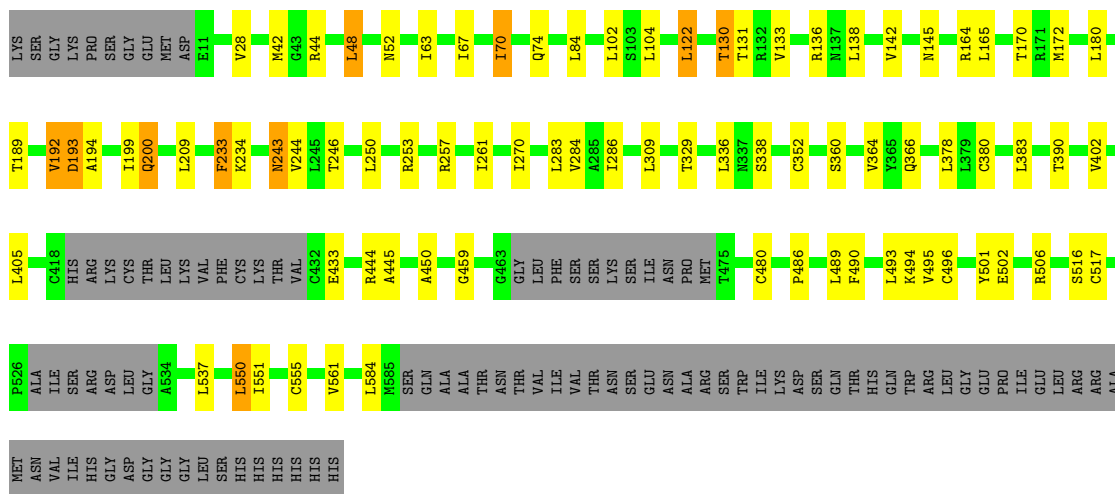 LYS SER GLY LYS PRO SER GLY GLU MET ASP E11 V28 M42 G43 R44 L48 N52 I63 I67 I70 Q74 L84 L102 S103 L104 L122 T130 T131 R132 V133 R136 N137 L138 V142 N145 R164 L165 T170 R171 M172 L180
T189 V192 D193 A194 I199 Q200 L209 F233 K234 N243 V244 L245 T246 L250 R253 R257 I261 I270 L283 V284 A285 I286 L309 T329 L336 N337 S338 C352 S360 V364 Y365 Q366 L378 L379 C380 L383 T390 V402
L405 C418 HIS ARG LYS CYS THR LEU LYS VAL PHE CYS LYS THR VAL C432 E433 R444 A445 A450 G459 G463 GLY LEU PHE SER SER LYS SER ILE ASN PRO MET T475 C480 P486 L489 F490 L493 K494 V495 C496 Y501 E502 R506 S516 C517
P526 ALA ILE SER ARG ASP LEU GLY A534 L537 L550 I551 C555 V561 L584 M585 SER GLN ALA ALA THR ASN THR VAL ILE VAL THR ASN SER GLU ASN ALA ARG SER TRP ILE LYS ASP SER GLN THR HIS GLN TRP ARG LEU GLY GLU PRO ILE GLU LEU ARG ARG ALA
MET ASN VAL ILE HIS GLY ASP GLY GLY GLY LEU SER HIS HIS HIS HIS HIS HIS